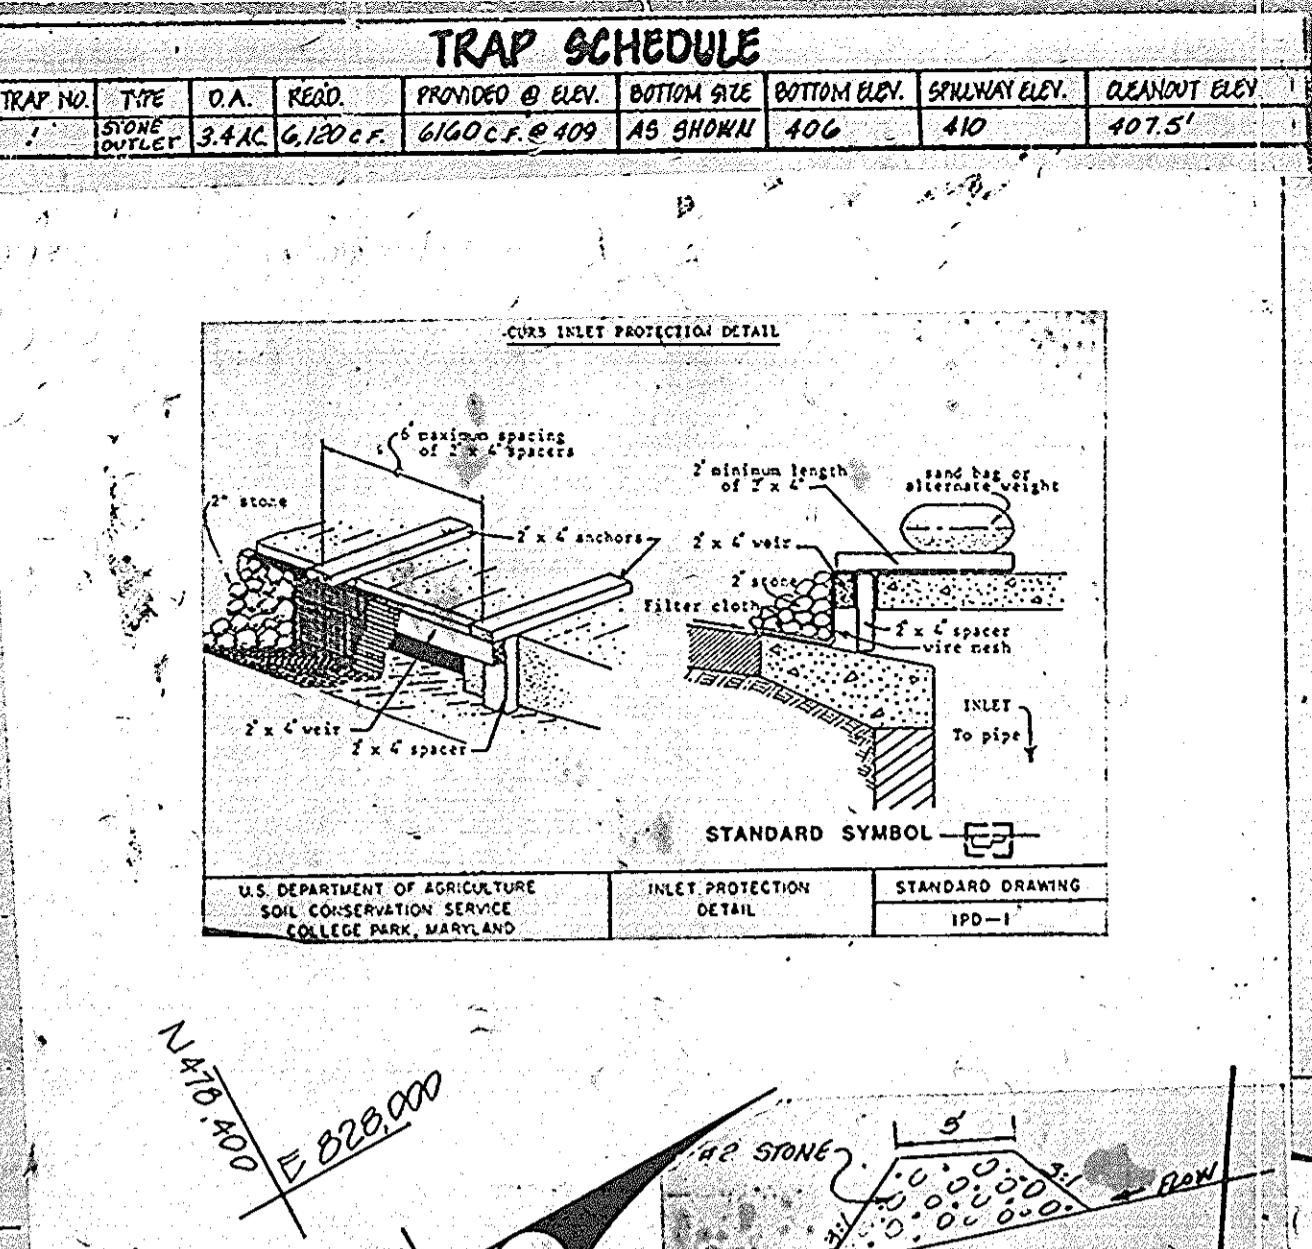 TRAP SCHEDULE
TRAP NO. TYPE D.A. REQ'D. PROVIDED @ ELEV. BOTTOM SIZE BOTTOM ELEV. SPILLWAY ELEV. CLEANOUT ELEV
STONE OUTLET 3.4 AC 6,120 C.F. 6160 C.F. @ 409 AS SHOWN 406 410 407.5'
CURB INLET PROTECTION DETAIL
6' maximum spacing
of 2" x 4" spacers
2" stone
2" x 4" anchors
2" x 4" weir
2" x 4" spacer
2' minimum length
of 2" x 4"
sand bag or
alternate weight
2" x 4" weir
2" stone
Filter cloth
2" x 4" spacer
wire mesh
INLET
To pipe
STANDARD SYMBOL
U.S. DEPARTMENT OF AGRICULTURE
SOIL CONSERVATION SERVICE
COLLEGE PARK, MARYLAND
INLET PROTECTION
DETAIL
STANDARD DRAWING
IPD-1
N 478,400
E 828,000
5'
#2 STONE
3:1
FLOW
3:1